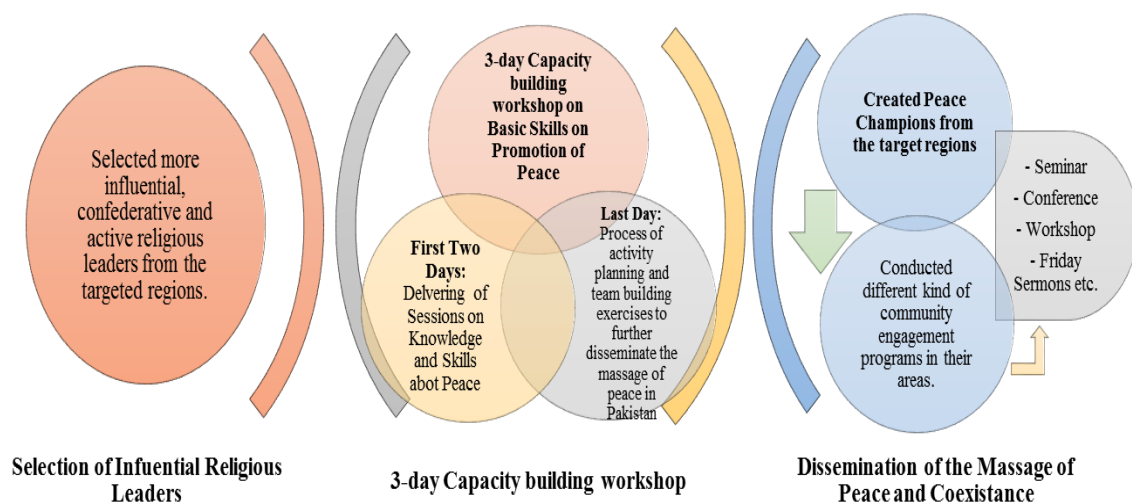 Selected more
influential,
confederative and
active religious
leaders from the
targeted regions.
Selection of Infuential Religious
Leaders
3-day Capacity
building
workshop on
Basic Skills on
Promotion of
Peace
First Two
Days:
Delvering of
Sessions on
Knowledge
and Skills
abot Peace
Last Day:
Process of
activity
planning and
team building
exercises to
further
disseminate the
massage of
peace in
Pakistan
3-day Capacity building workshop
Created Peace
Champions from
the target regions
Conducted
different kind of
community
engagement
programs in their
areas.
- Seminar
- Conference
- Workshop
- Friday
Sermons etc.
Dissemination of the Massage of
Peace and Coexistance